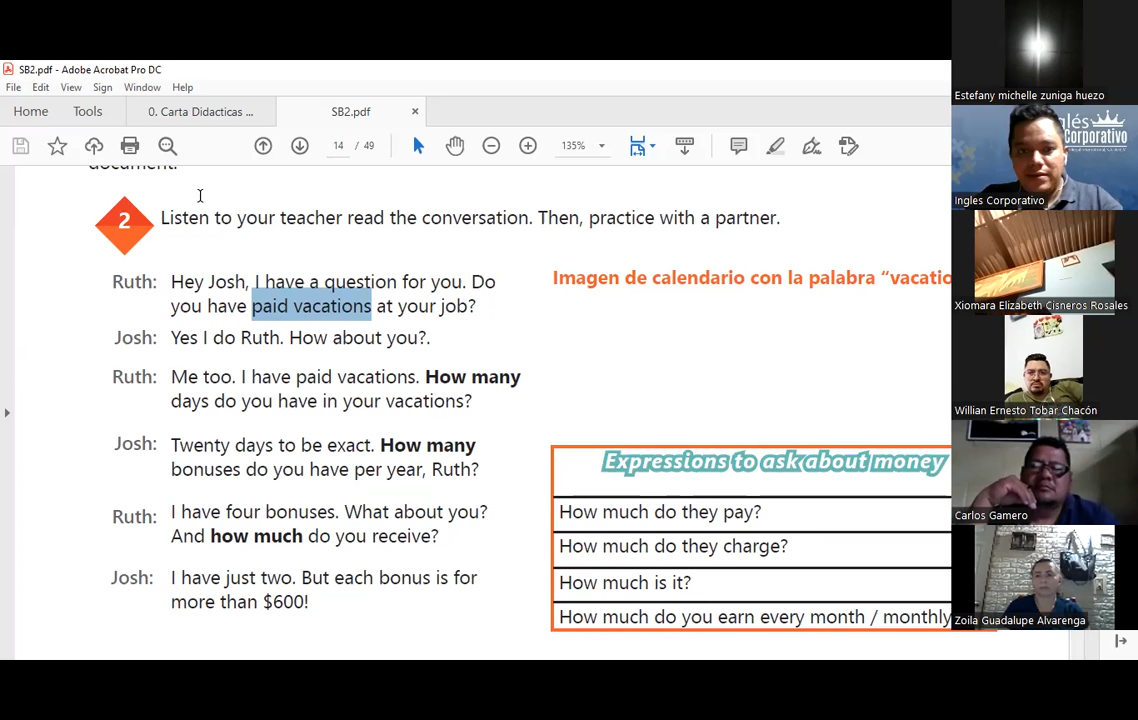 SB2.pdf - Adobe Acrobat Pro DC
File Edit View Sign Window Help
Home Tools 0. Carta Didacticas ... SB2.pdf ×
14 / 49 135%
document.
2 Listen to your teacher read the conversation. Then, practice with a partner.
Ruth: Hey Josh, I have a question for you. Do
you have paid vacations at your job?
Josh: Yes I do Ruth. How about you?.
Ruth: Me too. I have paid vacations. How many
days do you have in your vacations?
Josh: Twenty days to be exact. How many
bonuses do you have per year, Ruth?
Ruth: I have four bonuses. What about you?
And how much do you receive?
Josh: I have just two. But each bonus is for
more than $600!
Imagen de calendario con la palabra “vacatio
Expressions to ask about money
How much do they pay?
How much do they charge?
How much is it?
How much do you earn every month / monthly
Estefany michelle zuniga huezo
glés
Corporativo
Ingles Corporativo
Xiomara Elizabeth Cisneros Rosales
Willian Ernesto Tobar Chacón
Carlos Gamero
Zoila Guadalupe Alvarenga